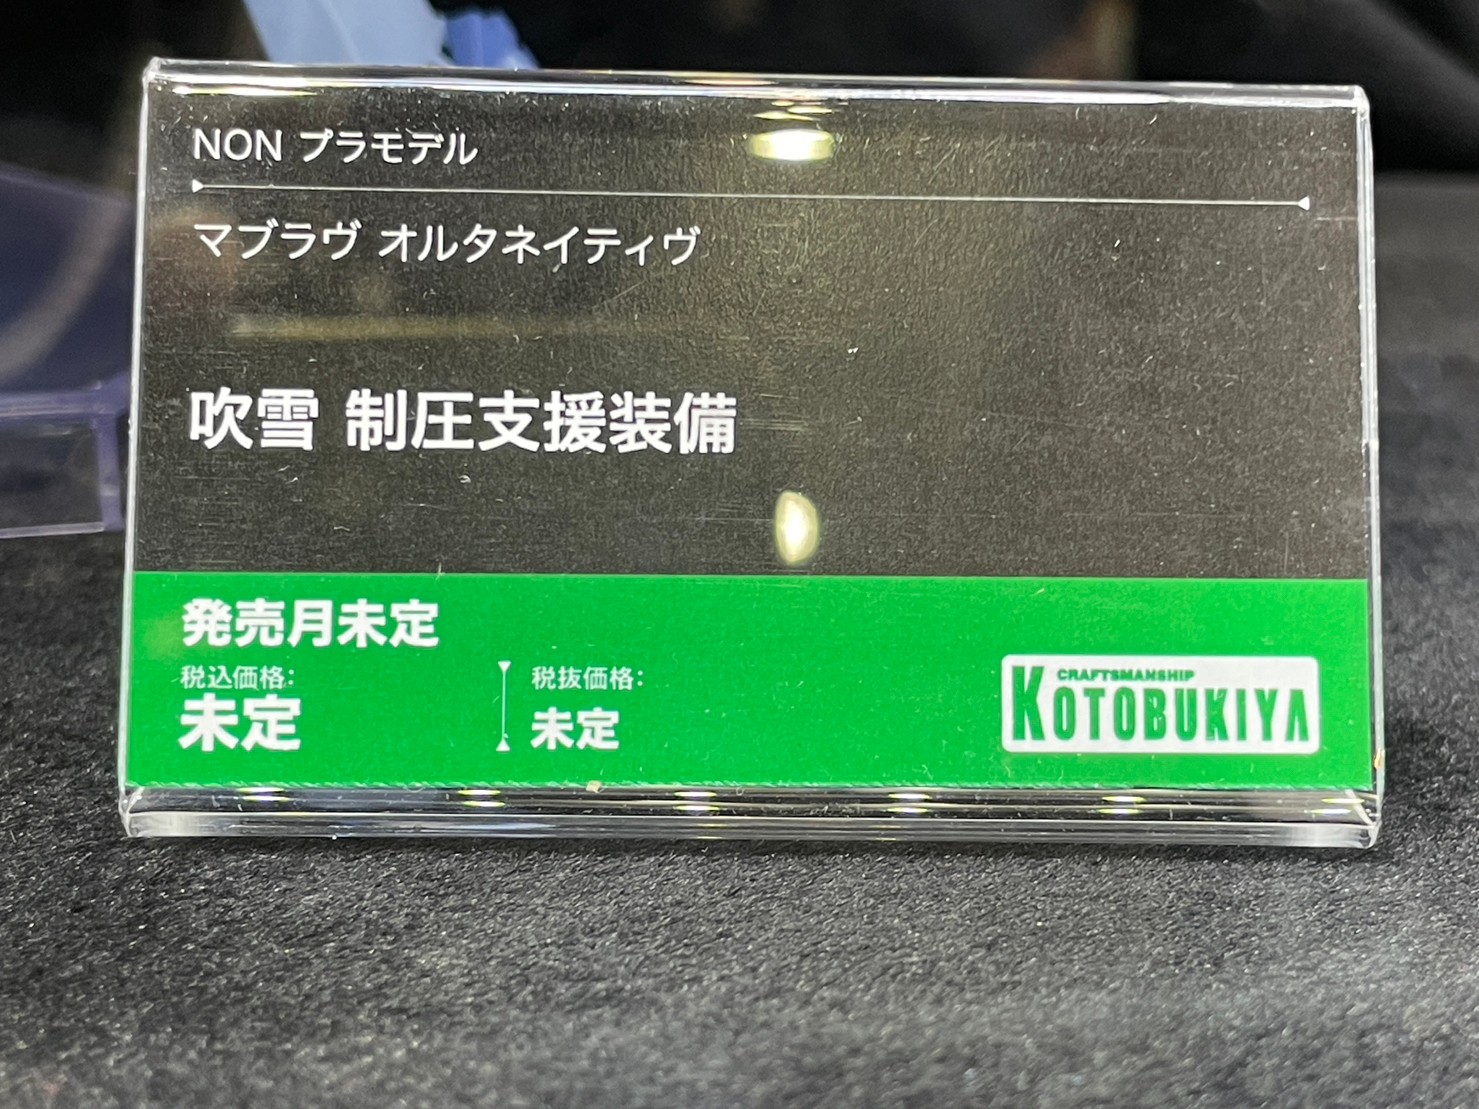 NON プラモデル
マブラヴ オルタネイティヴ
吹雪 制圧支援装備
発売月未定
税込価格:
未定
税抜価格:
未定
CRAFTSMANSHIP
KOTOBUKIYA